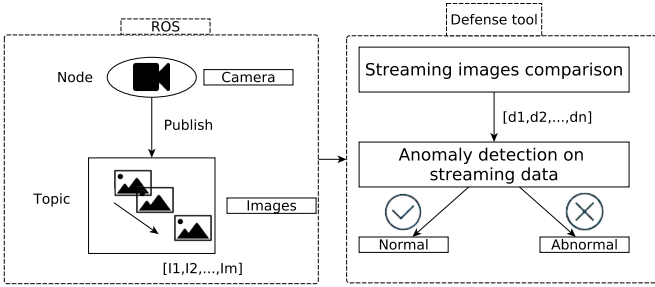 ROS
Node
Camera
Publish
Topic
Images
[I1,I2,...,Im]
Defense tool
Streaming images comparison
[d1,d2,...,dn]
Anomaly detection on
streaming data
Normal
Abnormal